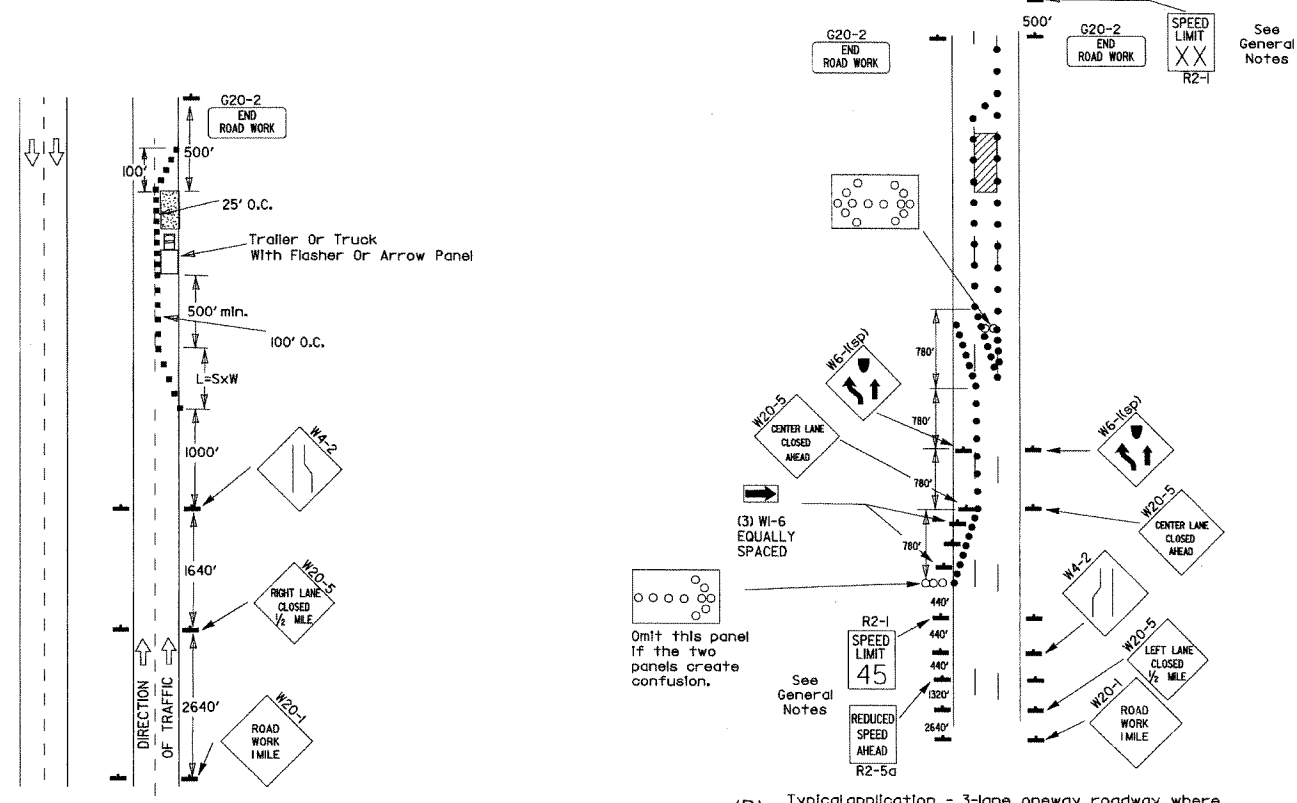 G20-2
END
ROAD WORK
500'
100'
25' O.C.
Trailer Or Truck
With Flasher Or Arrow Panel
500' min.
100' O.C.
L=SxW
1000'
W4-2
1640'
W20-5
RIGHT LANE
CLOSED
1/2 MILE
DIRECTION
OF TRAFFIC
2640'
W20-1
ROAD
WORK
1 MILE
G20-2
END
ROAD WORK
500'
G20-2
END
ROAD WORK
SPEED
LIMIT
XX
R2-1
See
General
Notes
780'
W6-1(sp)
W20-5
CENTER LANE
CLOSED
AHEAD
780'
780'
W6-1(sp)
(3) W1-6
EQUALLY
SPACED
780'
W20-5
CENTER LANE
CLOSED
AHEAD
W4-2
Omit this panel
if the two
panels create
confusion.
440'
R2-1
SPEED
LIMIT
45
440'
440'
1320'
2640'
See
General
Notes
REDUCED
SPEED
AHEAD
R2-5a
W20-5
LEFT LANE
CLOSED
1/2 MILE
W20-1
ROAD
WORK
1 MILE
(B) Typical application - 3-lane oneway roadway where